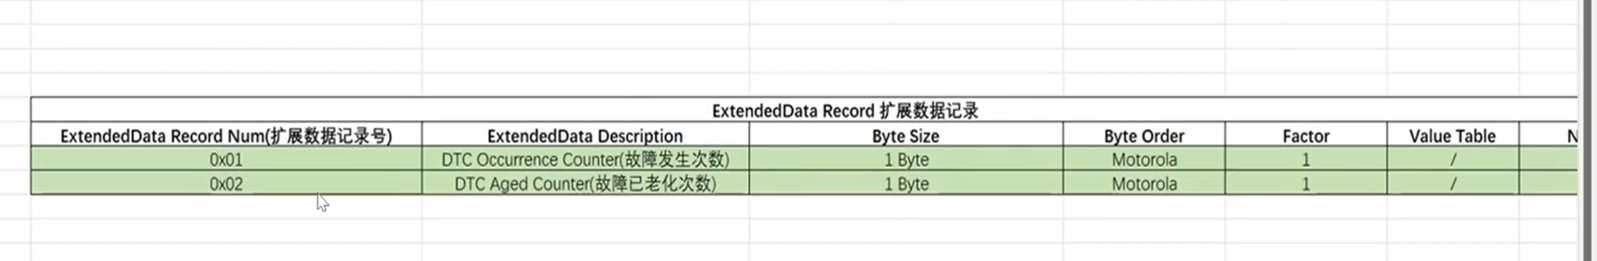 ExtendedData Record 扩展数据记录
ExtendedData Record Num(扩展数据记录号) ExtendedData Description Byte Size Byte Order Factor Value Table
0x01 DTC Occurrence Counter(故障发生次数) 1 Byte Motorola 1 /
0x02 DTC Aged Counter(故障已老化次数) 1 Byte Motorola 1 /